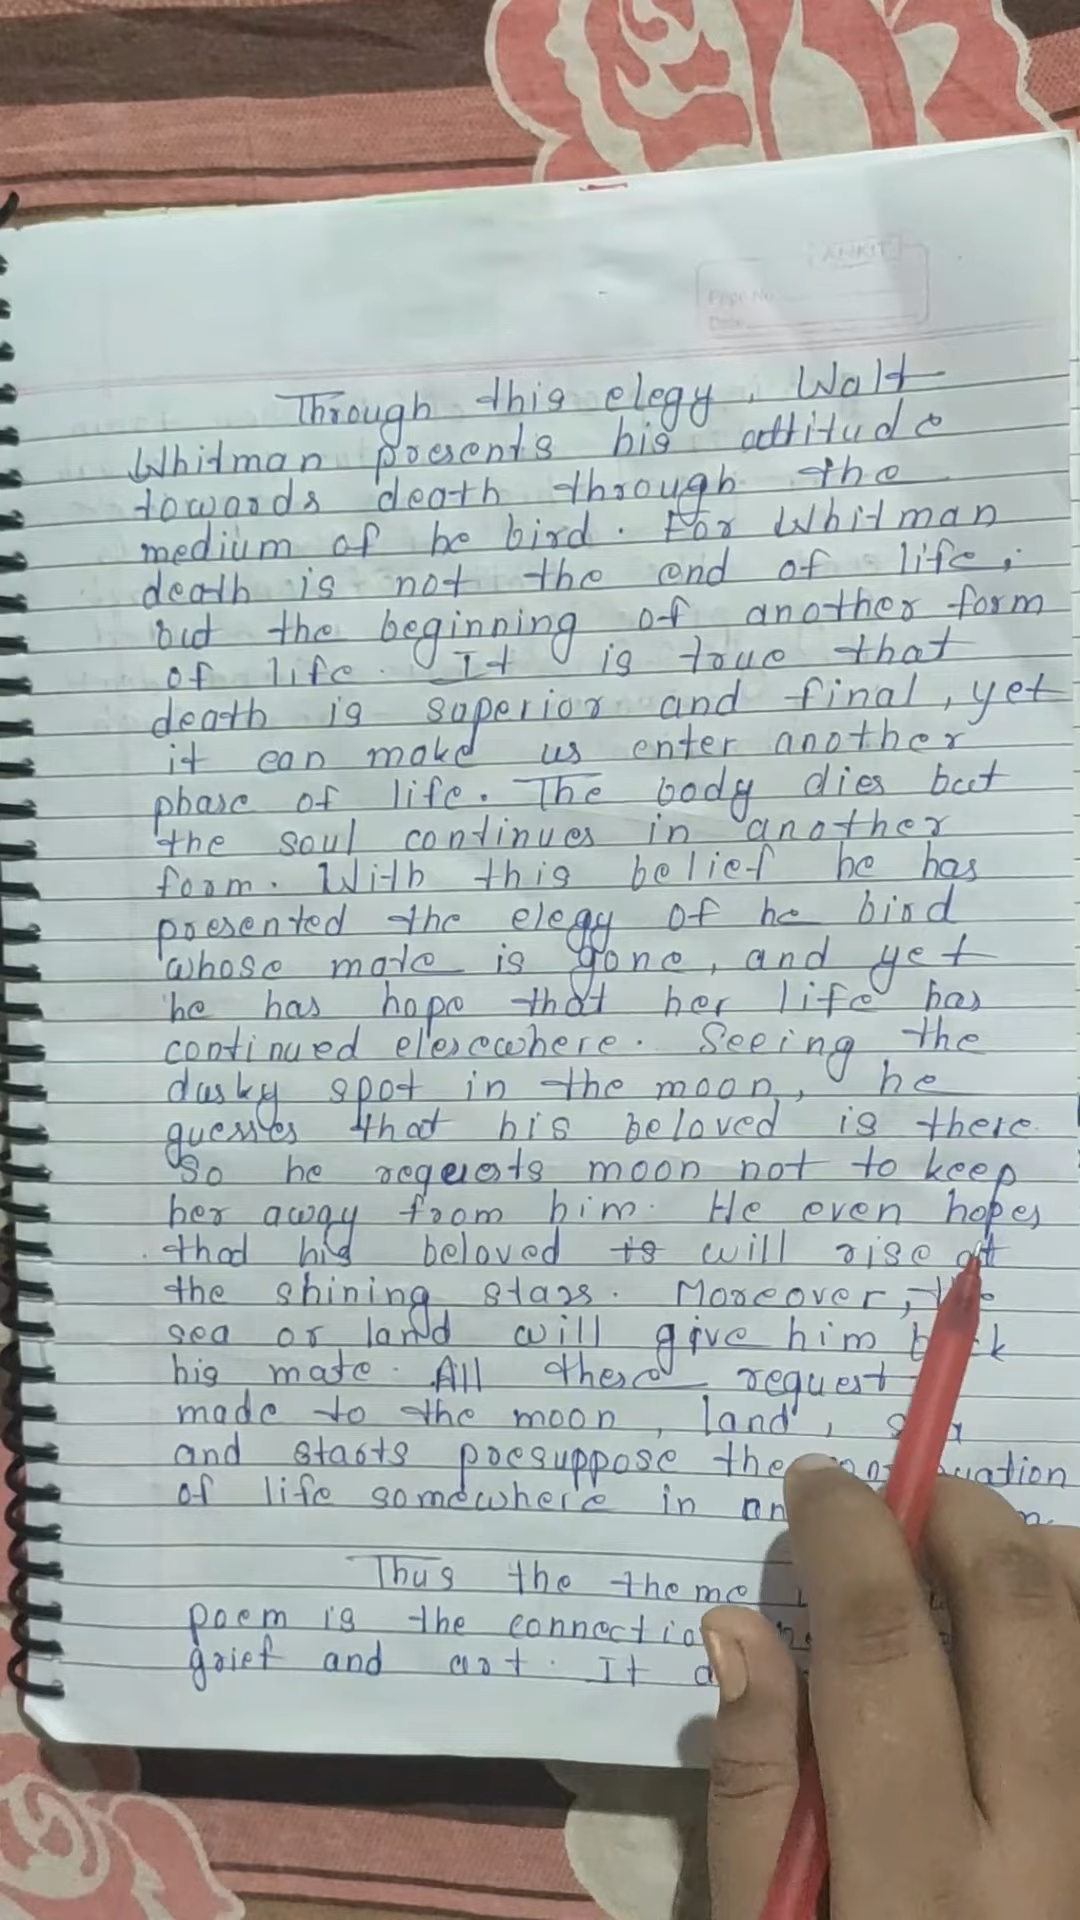 ANKIT
Page No.
Date
Through this elegy, Walt
Whitman presents his attitude
towards death through the
medium of he bird. For Whitman
death is not the end of life,
but the beginning of another form
of life. It is true that
death is superior and final, yet
it can make us enter another
phase of life. The body dies but
the soul continues in another
form. With this belief he has
presented the elegy of he bird
whose mate is gone, and yet
he has hope that her life has
continued elesewhere. Seeing the
dusky spot in the moon, he
guesses that his beloved is there
So he requests moon not to keep
her away from him. He even hopes
that his beloved is will rise at
the shining stars. Moreover, the
sea or land will give him
his mate. All these request
made to the moon, land,
and starts presuppose the
of life somewhere in
Thus the theme
poem is the
grief and art. It